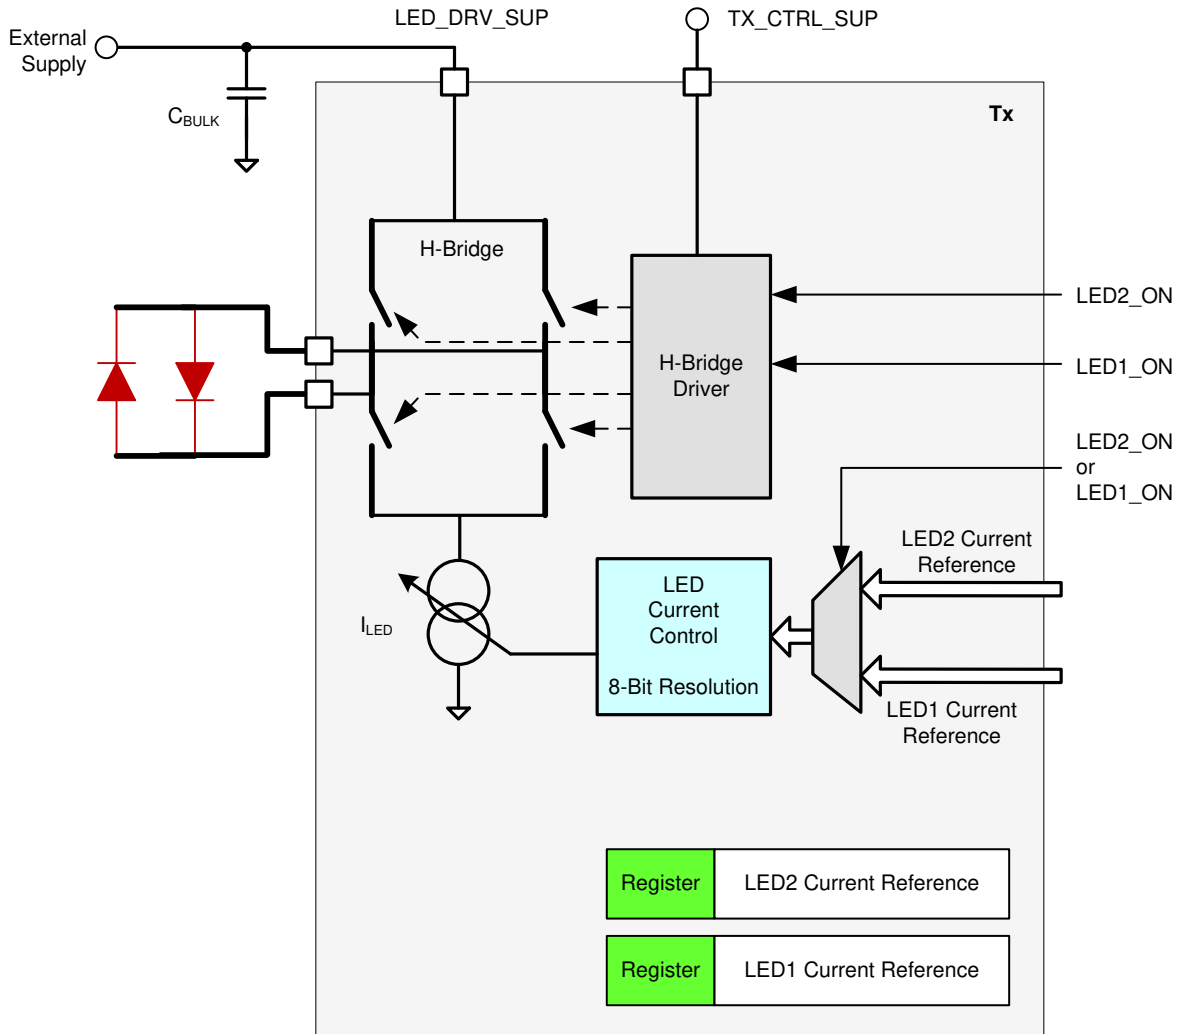 LED_DRV_SUP
TX_CTRL_SUP
External
Supply
CBULK
Tx
H-Bridge
LED2_ON
H-Bridge
Driver
LED1_ON
LED2_ON
or
LED1_ON
LED2 Current
Reference
LED
Current
Control
8-Bit Resolution
ILED
LED1 Current
Reference
Register
LED2 Current Reference
Register
LED1 Current Reference